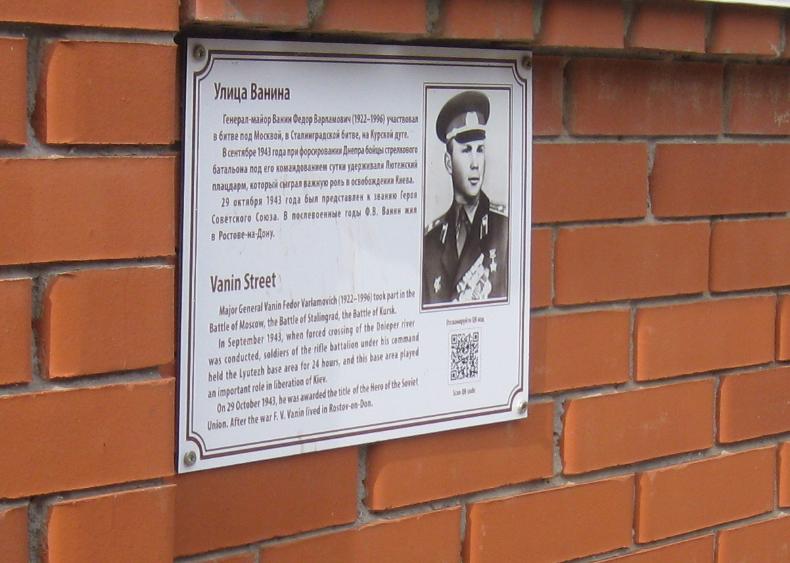 Улица Ванина
Генерал-майор Ванин Федор Варламович (1922–1996) участвовал
в битве под Москвой, в Сталинградской битве, на Курской дуге.
В сентябре 1943 года при форсировании Днепра бойцы стрелкового
батальона под его командованием сутки удерживали Лютежский
плацдарм, который сыграл важную роль в освобождении Киева.
29 октября 1943 года был представлен к званию Героя
Советского Союза. В послевоенные годы Ф.В. Ванин жил
в Ростове-на-Дону.
Vanin Street
Major General Vanin Fedor Varlamovich (1922–1996) took part in the
Battle of Moscow, the Battle of Stalingrad, the Battle of Kursk.
In September 1943, when forced crossing of the Dnieper river
was conducted, soldiers of the rifle battalion under his command
held the Lyutezh base area for 24 hours, and this base area played
an important role in liberation of Kiev.
On 29 October 1943, he was awarded the title of the Hero of the Soviet
Union. After the war F. V. Vanin lived in Rostov-on-Don.
Отсканируйте QR-код
Scan QR code